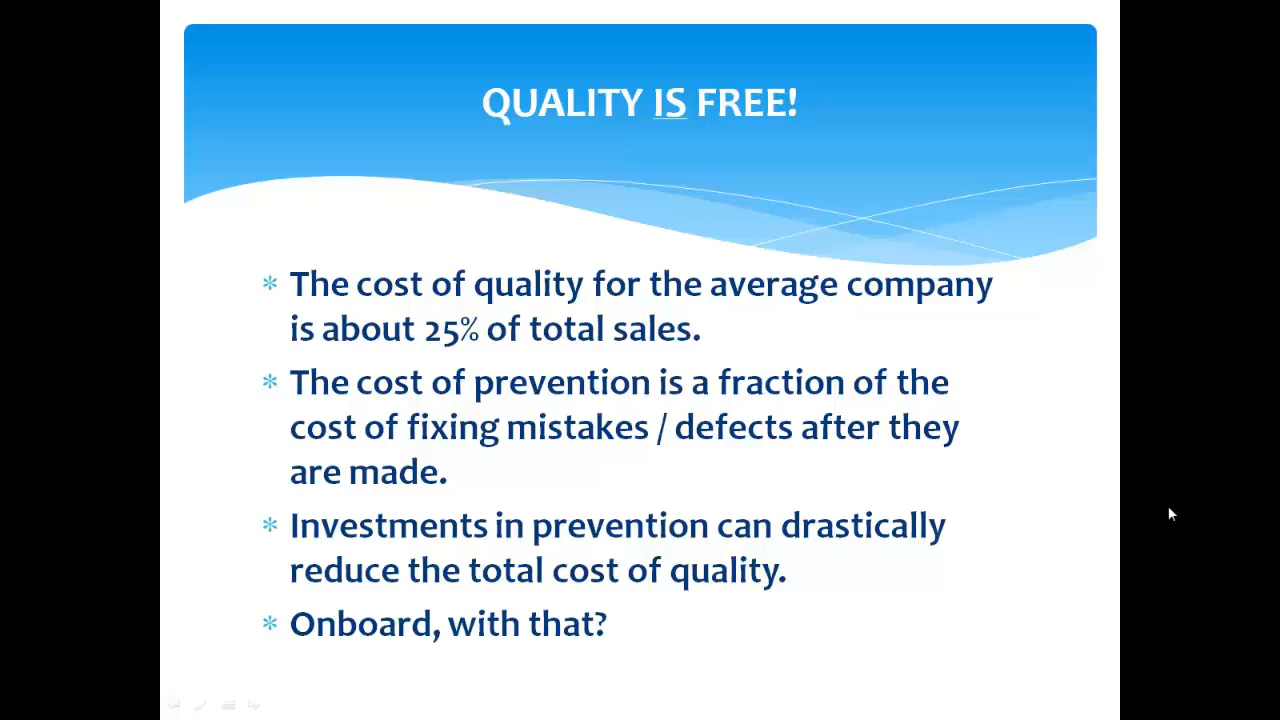 QUALITY IS FREE!
* The cost of quality for the average company
is about 25% of total sales.
* The cost of prevention is a fraction of the
cost of fixing mistakes / defects after they
are made.
* Investments in prevention can drastically
reduce the total cost of quality.
* Onboard, with that?